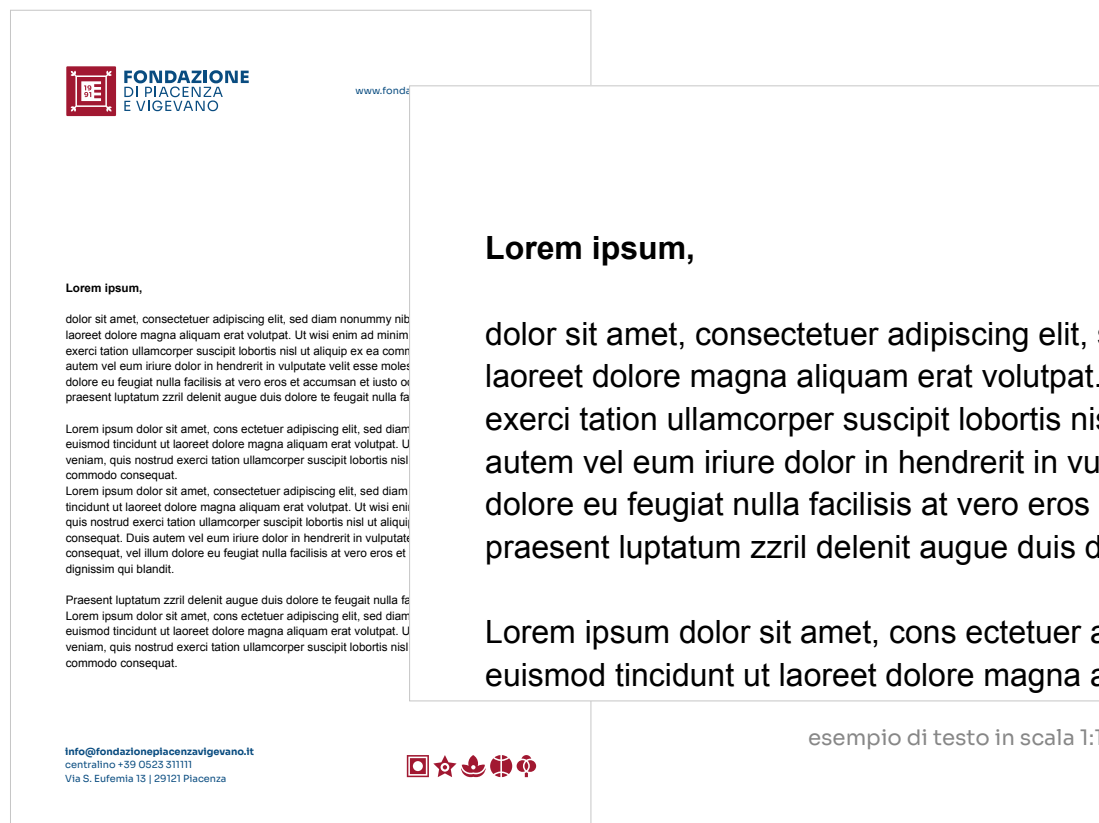 FONDAZIONE
DI PIACENZA
E VIGEVANO
19
91
www.fonda
Lorem ipsum,
dolor sit amet, consectetuer adipiscing elit, sed diam nonummy nib
laoreet dolore magna aliquam erat volutpat. Ut wisi enim ad minim
exerci tation ullamcorper suscipit lobortis nisl ut aliquip ex ea comm
autem vel eum iriure dolor in hendrerit in vulputate velit esse moles
dolore eu feugiat nulla facilisis at vero eros et accumsan et iusto oc
praesent luptatum zzril delenit augue duis dolore te feugait nulla fa
Lorem ipsum dolor sit amet, cons ectetuer adipiscing elit, sed diam
euismod tincidunt ut laoreet dolore magna aliquam erat volutpat. U
veniam, quis nostrud exerci tation ullamcorper suscipit lobortis nisl
commodo consequat.
Lorem ipsum dolor sit amet, consectetuer adipiscing elit, sed diam
tincidunt ut laoreet dolore magna aliquam erat volutpat. Ut wisi eni
quis nostrud exerci tation ullamcorper suscipit lobortis nisl ut aliqui
consequat. Duis autem vel eum iriure dolor in hendrerit in vulputate
consequat, vel illum dolore eu feugiat nulla facilisis at vero eros et
dignissim qui blandit.
Praesent luptatum zzril delenit augue duis dolore te feugait nulla fa
Lorem ipsum dolor sit amet, cons ectetuer adipiscing elit, sed diam
euismod tincidunt ut laoreet dolore magna aliquam erat volutpat. U
veniam, quis nostrud exerci tation ullamcorper suscipit lobortis nisl
commodo consequat.
info@fondazionepiacenzavigevano.it
centralino +39 0523 311111
Via S. Eufemia 13 | 29121 Piacenza
Lorem ipsum,
dolor sit amet, consectetuer adipiscing elit, s
laoreet dolore magna aliquam erat volutpat.
exerci tation ullamcorper suscipit lobortis nis
autem vel eum iriure dolor in hendrerit in vu
dolore eu feugiat nulla facilisis at vero eros
praesent luptatum zzril delenit augue duis d
Lorem ipsum dolor sit amet, cons ectetuer a
euismod tincidunt ut laoreet dolore magna a
esempio di testo in scala 1:1